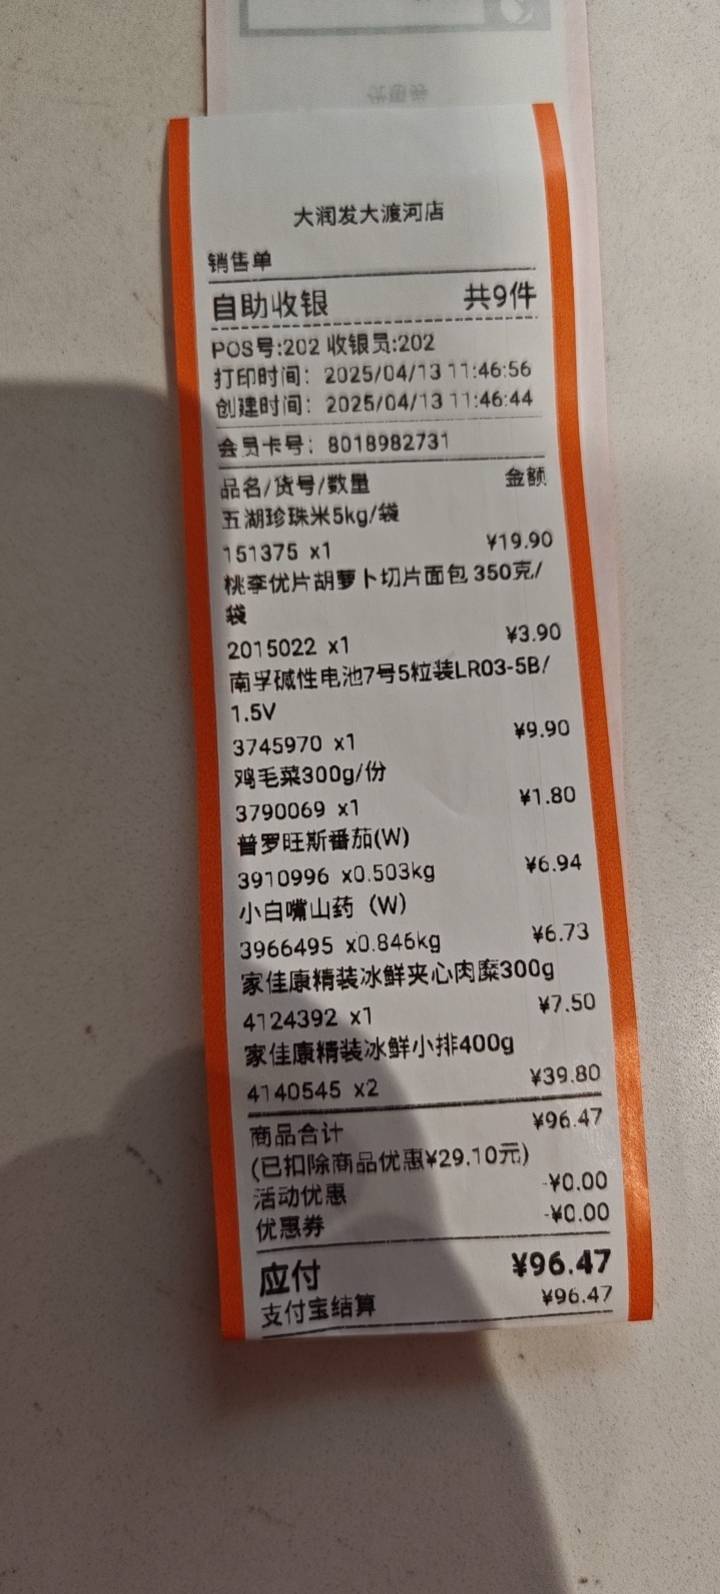 大润发大渡河店
销售单
自助收银 共9件
POS号:202 收银员:202
打印时间: 2025/04/13 11:46:56
创建时间: 2025/04/13 11:46:44
会员卡号: 8018982731
品名/货号/数量 金额
五湖珍珠米5kg/袋
151375 x1 ¥19.90
桃李优片胡萝卜切片面包 350克/
袋
2015022 x1 ¥3.90
南孚碱性电池7号5粒装LR03-5B/
1.5V
3745970 x1 ¥9.90
鸡毛菜300g/份
3790069 x1 ¥1.80
普罗旺斯番茄(W)
3910996 x0.503kg ¥6.94
小白嘴山药（W）
3966495 x0.846kg ¥6.73
家佳康精装冰鲜夹心肉糜300g
4124392 x1 ¥7.50
家佳康精装冰鲜小排400g
4140545 x2 ¥39.80
商品合计 ¥96.47
(已扣除商品优惠¥29.10元)
活动优惠 -¥0.00
优惠券 -¥0.00
应付 ¥96.47
支付宝结算 ¥96.47